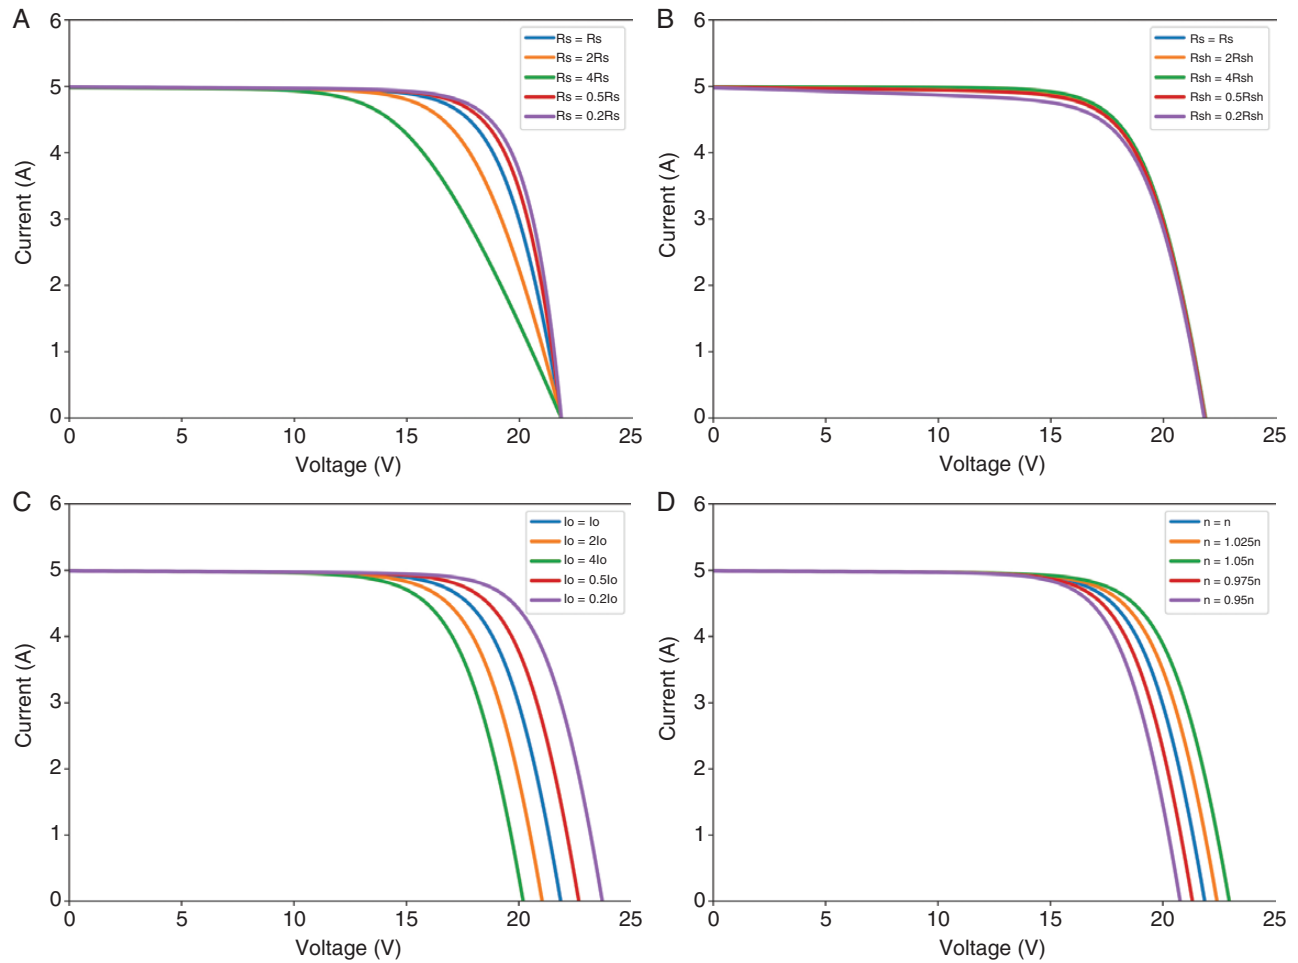 A
6
5
4
3
2
1
0
Current (A)
Rs = Rs
Rs = 2Rs
Rs = 4Rs
Rs = 0.5Rs
Rs = 0.2Rs
0 5 10 15 20 25
Voltage (V)
B
6
5
4
3
2
1
0
Current (A)
Rs = Rs
Rsh = 2Rsh
Rsh = 4Rsh
Rsh = 0.5Rsh
Rsh = 0.2Rsh
0 5 10 15 20 25
Voltage (V)
C
6
5
4
3
2
1
0
Current (A)
Io = Io
Io = 2Io
Io = 4Io
Io = 0.5Io
Io = 0.2Io
0 5 10 15 20 25
Voltage (V)
D
6
5
4
3
2
1
0
Current (A)
n = n
n = 1.025n
n = 1.05n
n = 0.975n
n = 0.95n
0 5 10 15 20 25
Voltage (V)